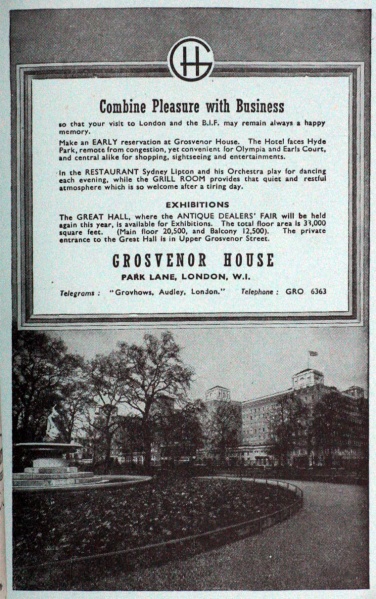 GH
Combine Pleasure with Business
so that your visit to London and the B.I.F. may remain always a happy
memory.
Make an EARLY reservation at Grosvenor House. The Hotel faces Hyde
Park, remote from congestion, yet convenient for Olympia and Earls Court,
and central alike for shopping, sightseeing and entertainments.
In the RESTAURANT Sydney Lipton and his Orchestra play for dancing
each evening, while the GRILL ROOM provides that quiet and restful
atmosphere which is so welcome after a tiring day.
EXHIBITIONS
The GREAT HALL, where the ANTIQUE DEALERS' FAIR will be held
again this year, is available for Exhibitions. The total floor area is 33,000
square feet. (Main floor 20,500, and Balcony 12,500). The private
entrance to the Great Hall is in Upper Grosvenor Street.
GROSVENOR HOUSE
PARK LANE, LONDON, W.I.
Telegrams : "Grovhows, Audley, London." Telephone : GRO 6363